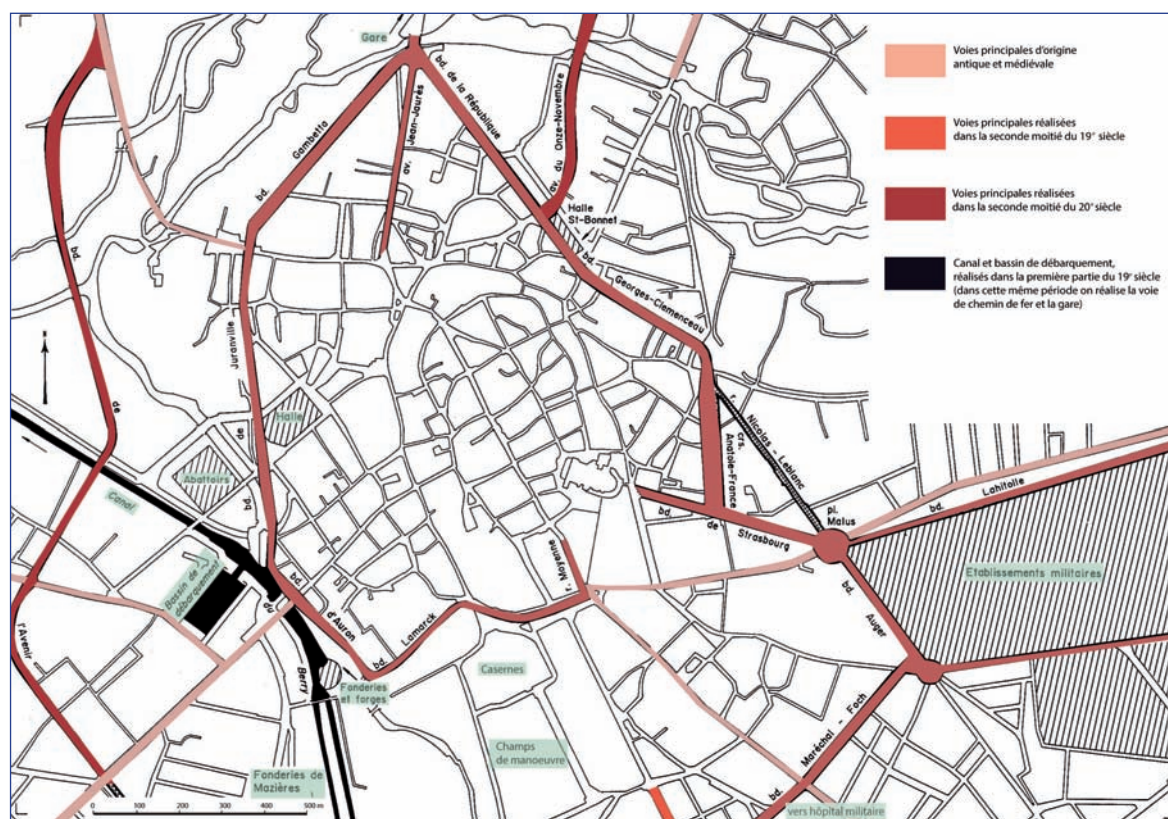 Gare
bd. de la République
av. du Onze-Novembre
Gambetta
bd.
av. Jean-Jaurès
Halle
St-Bonnet
bd.
Georges-Clemenceau
Voies principales d'origine
antique et médiévale
Voies principales réalisées
dans la seconde moitié du 19e siècle
Voies principales réalisées
dans la seconde moitié du 20e siècle
Canal et bassin de débarquement,
réalisés dans la première partie du 19e siècle
(dans cette même période on réalise la voie
de chemin de fer et la gare)
bd.
de
l'Avenir
Juranville
de
bd.
Halle
Abattoirs
Canal
du
Berry
Bassin de
débarquement
r. Nicolas-Leblanc
crs.
Anatole-France
bd. de
Strasbourg
pl.
Malus
bd. Lahitolle
Etablissements militaires
r. Moyenne
bd.
Auger
bd.
d'Auron
bd. Lamarck
Fonderies
et forges
Casernes
Champs
de manoeuvre
bd. Maréchal-Foch
Fonderies de
Mazières
0 100 200 300 400 500 m
vers hôpital militaire